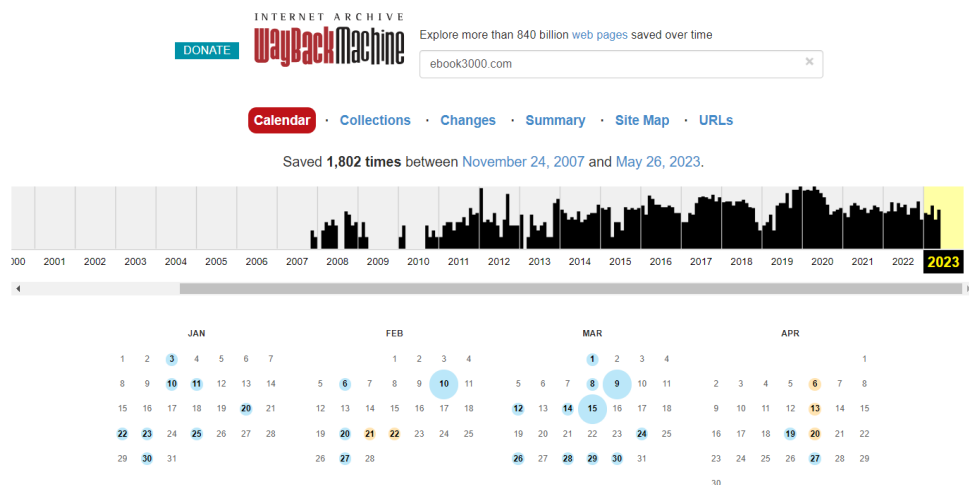 INTERNET ARCHIVE
WayBackMachine
DONATE
Explore more than 840 billion web pages saved over time
ebook3000.com ×
Calendar · Collections · Changes · Summary · Site Map · URLs
Saved 1,802 times between November 24, 2007 and May 26, 2023.
2001 2002 2003 2004 2005 2006 2007 2008 2009 2010 2011 2012 2013 2014 2015 2016 2017 2018 2019 2020 2021 2022 2023
JAN FEB MAR APR
1 2 3 4 5 6 7 1 2 3 4 1 2 3 4 1
8 9 10 11 12 13 14 5 6 7 8 9 10 11 5 6 7 8 9 10 11 2 3 4 5 6 7 8
15 16 17 18 19 20 21 12 13 14 15 16 17 18 12 13 14 15 16 17 18 9 10 11 12 13 14 15
22 23 24 25 26 27 28 19 20 21 22 23 24 25 19 20 21 22 23 24 25 16 17 18 19 20 21 22
29 30 31 26 27 28 26 27 28 29 30 31 23 24 25 26 27 28 29
30